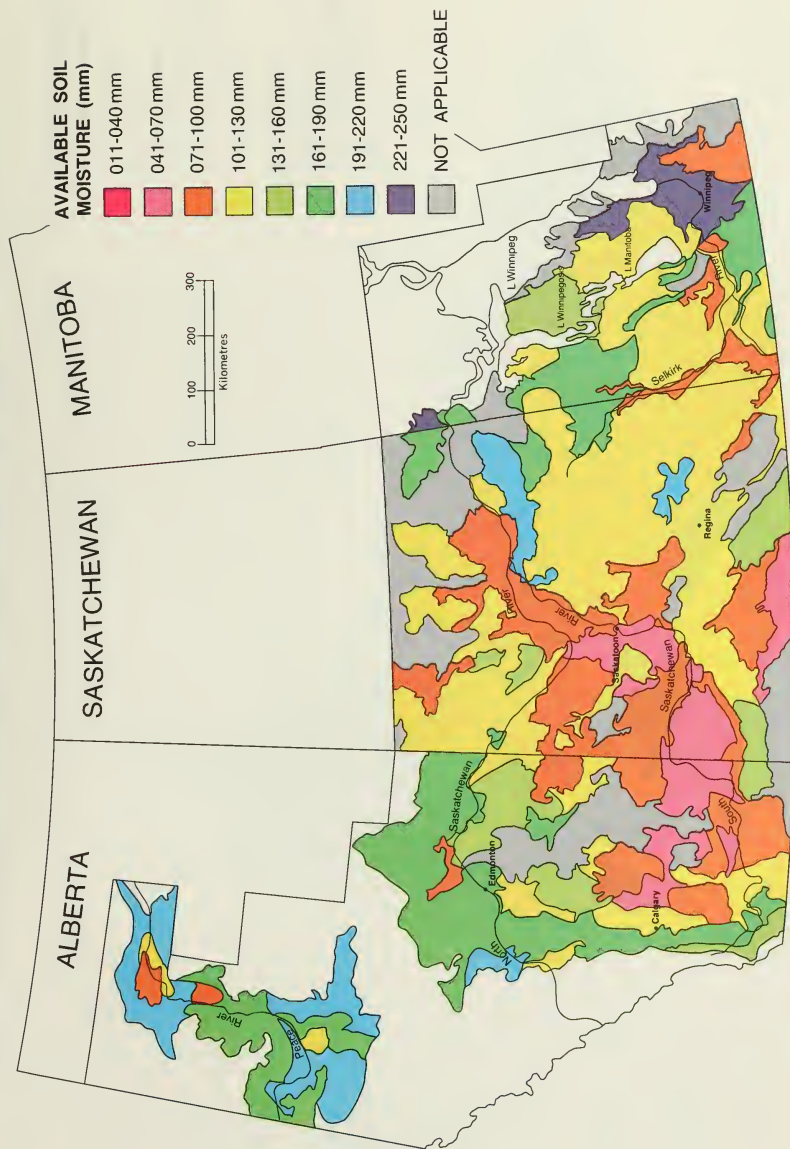 ALBERTA
SASKATCHEWAN
MANITOBA
AVAILABLE SOIL
MOISTURE (mm)
011-040 mm
041-070 mm
071-100 mm
101-130 mm
131-160 mm
161-190 mm
191-220 mm
221-250 mm
NOT APPLICABLE
0 100 200 300
Kilometres
River
Peace
North
Saskatchewan
River
Edmonton
Calgary
South
Saskatchewan
River
Saskatoon
Regina
Selkirk
River
L Winnipeg
L Winnipegosis
L Manitoba
Winnipeg